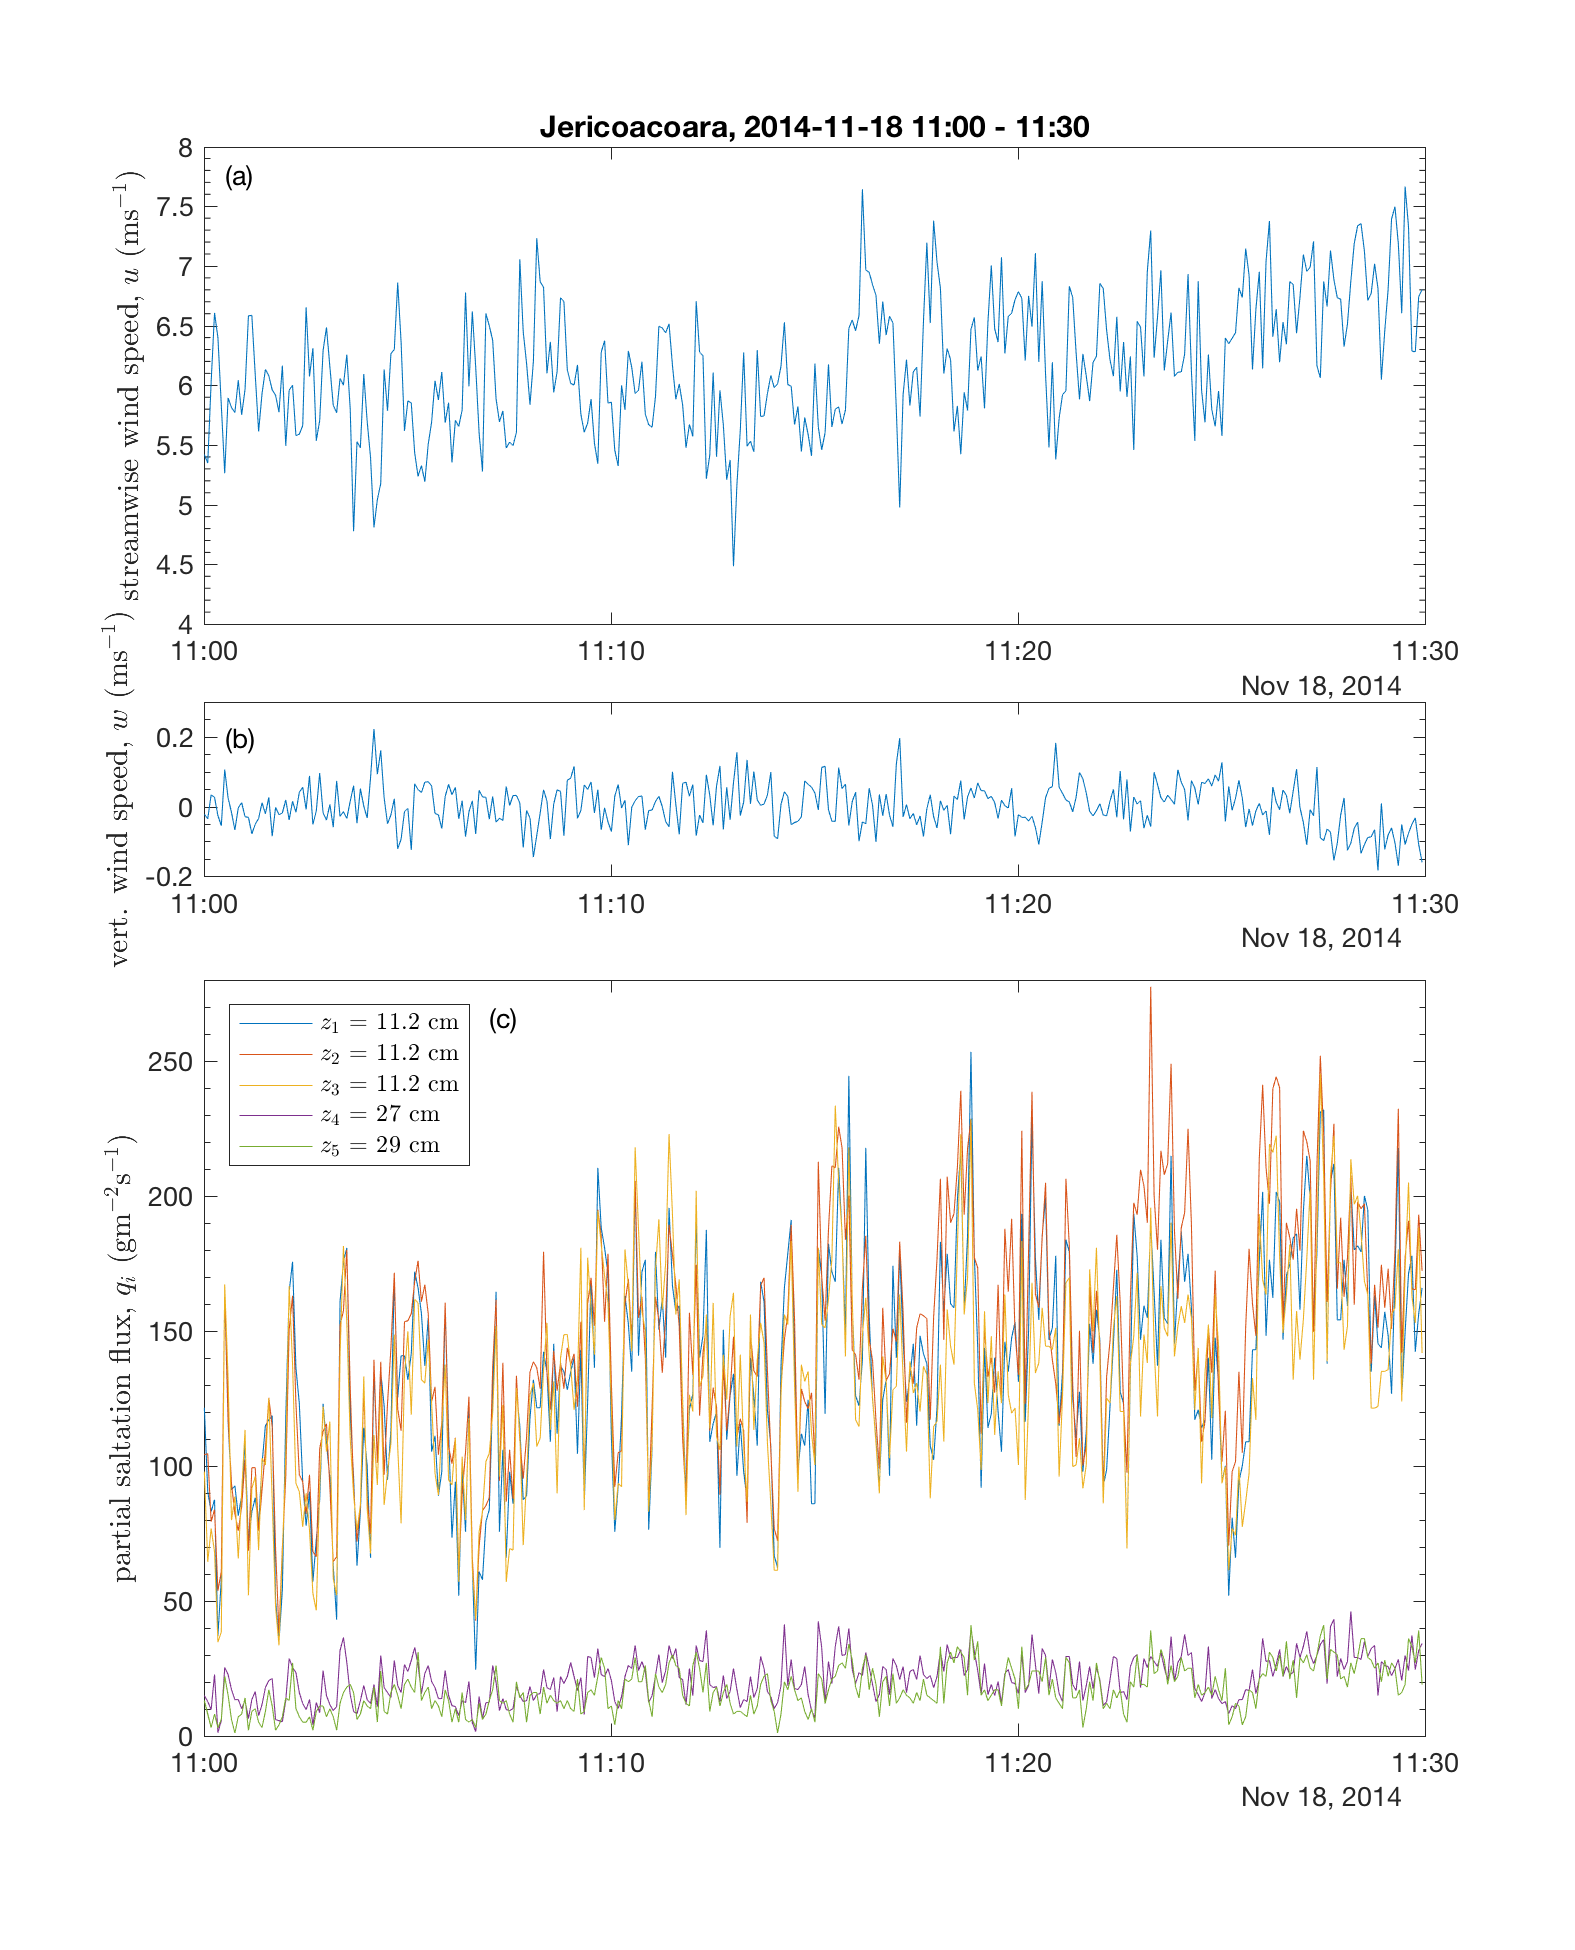 Jericoacoara, 2014-11-18 11:00 - 11:30
(a)
streamwise wind speed, u (ms⁻¹)
8
7.5
7
6.5
6
5.5
5
4.5
4
11:00 11:10 11:20 11:30
Nov 18, 2014
(b)
vert. wind speed, w (ms⁻¹)
0.2
0
-0.2
11:00 11:10 11:20 11:30
Nov 18, 2014
(c)
z₁ = 11.2 cm
z₂ = 11.2 cm
z₃ = 11.2 cm
z₄ = 27 cm
z₅ = 29 cm
partial saltation flux, qᵢ (gm⁻²s⁻¹)
250
200
150
100
50
0
11:00 11:10 11:20 11:30
Nov 18, 2014